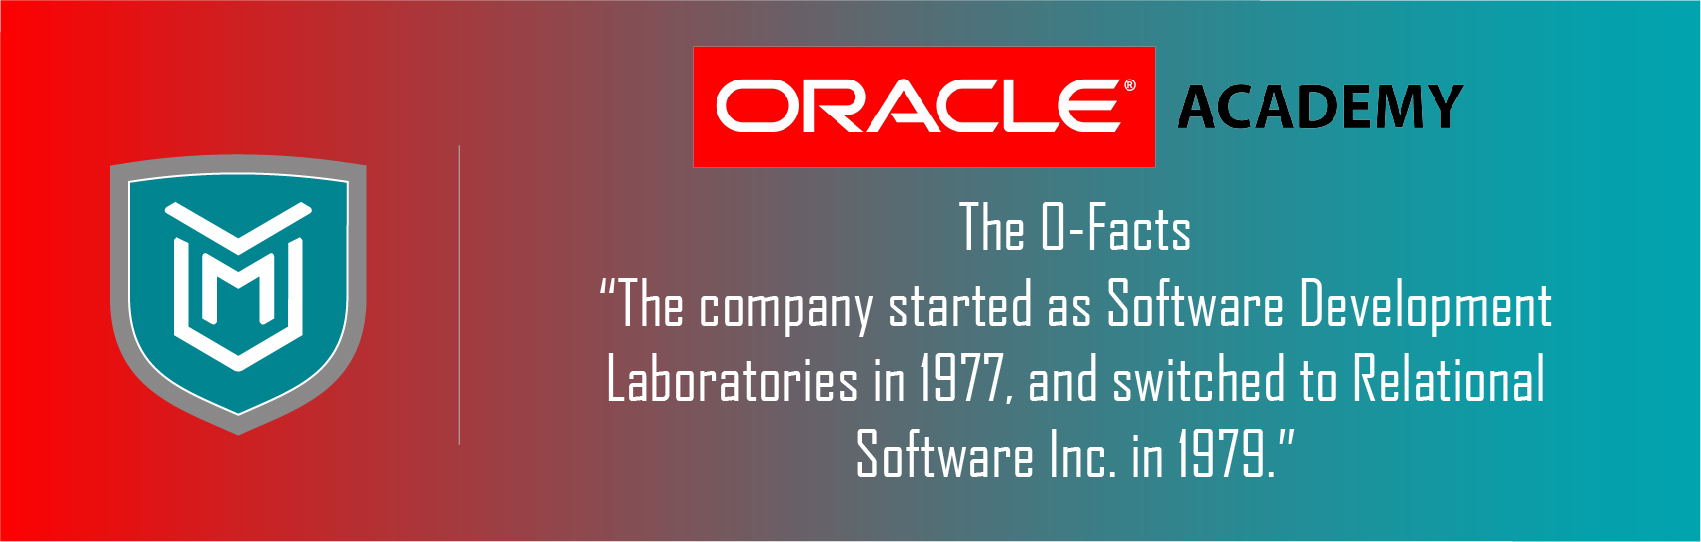 ORACLE® ACADEMY
The O-Facts
“The company started as Software Development
Laboratories in 1977, and switched to Relational
Software Inc. in 1979.”